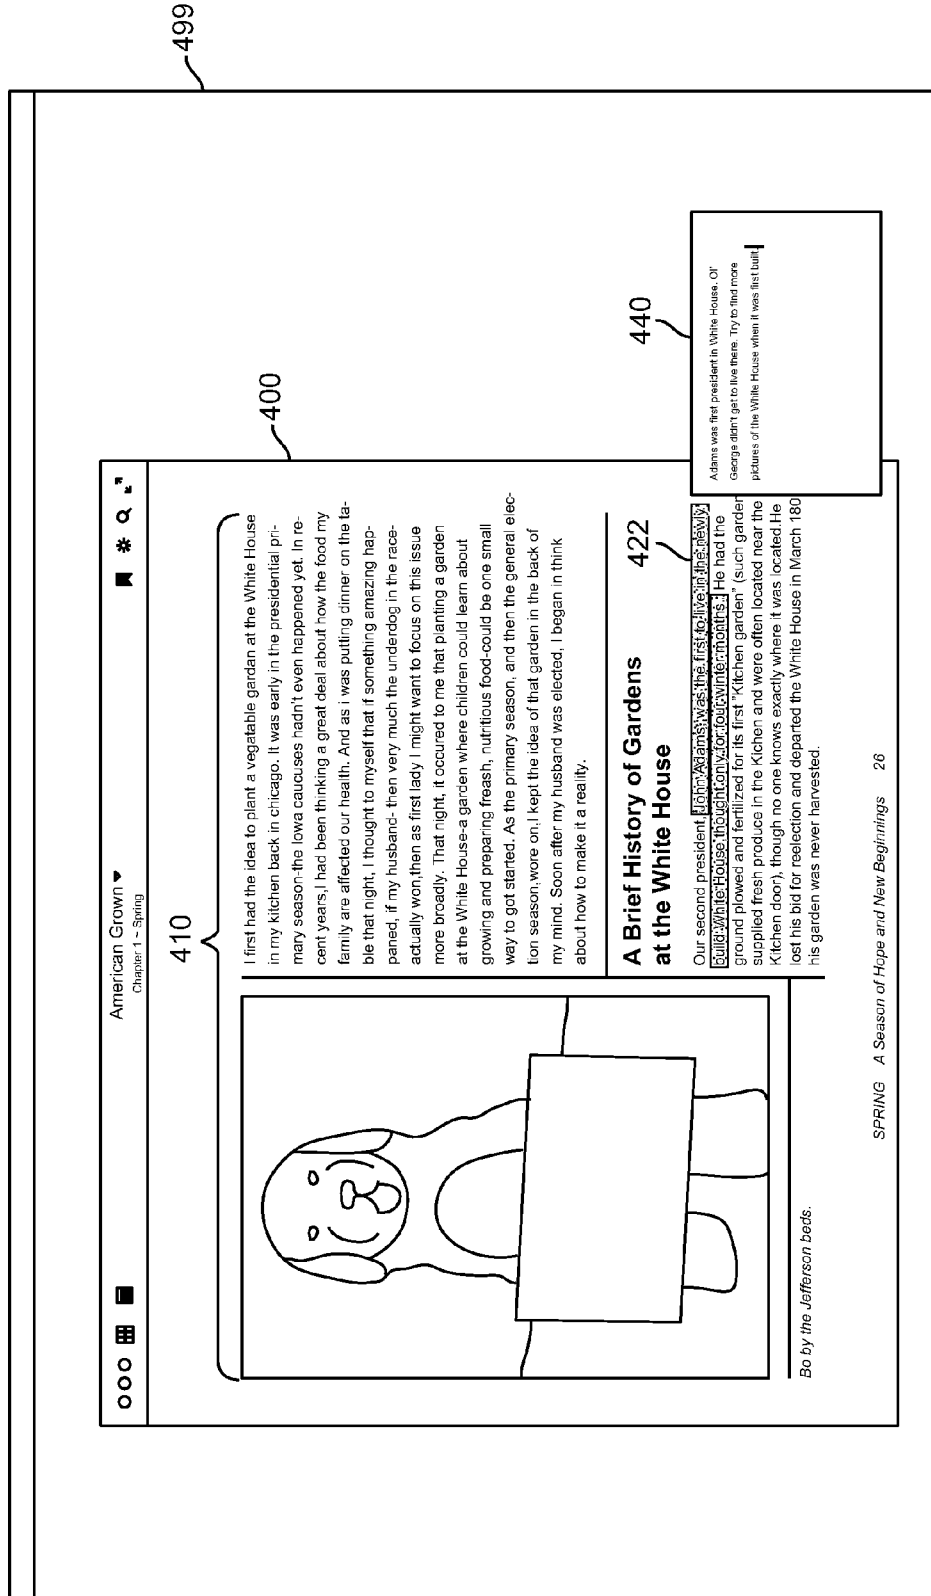 499
American Grown
Chapter 1 ~ Spring
410
400
I first had the idea to plant a vegatable gardan at the White House
in my kitchen back in chicago. It was early in the presidential pri-
mary season-the Iowa caucuses hadn't even happened yet. In re-
cent years,I had been thinking a great deal about how the food my
family are affected our health. And as i was putting dinner on the ta-
ble that night, I thought to myself that if something amazing hap-
paned, if my husband- then very much the underdog in the race-
actually won,then as first lady I might want to focus on this issue
more broadly. That night, it occured to me that planting a garden
at the White House-a garden where children could learn about
growing and preparing freash, nutritious food-could be one small
way to got started. As the primary season, and then the general elec-
tion season,wore on,I kept the idea of that garden in the back of
my mind. Soon after my husband was elected, I began in think
about how to make it a reality.
A Brief History of Gardens
at the White House
422
Our second president, John Adams, was the first to live in the newly
build White House thought only for four winter months. He had the
ground plowed and fertilized for its first "Kitchen garden" (such garden
supplied fresh produce in the Kichen and were often located near the
Kitchen door), though no one knows exactly where it was located.He
lost his bid for reelection and departed the White House in March 180
his garden was never harvested.
440
Adams was first president in White House. Ol'
George didn't get to live there. Try to find more
pictures of the White House when it was first built.
Bo by the Jefferson beds.
SPRING A Season of Hope and New Beginnings 26